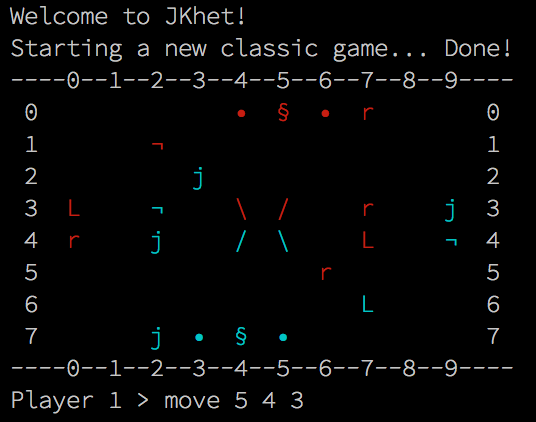 Welcome to JKhet!
Starting a new classic game... Done!
----0--1--2--3--4--5--6--7--8--9----
 0              •  §  •  r        0
 1        ¬                       1
 2           j                    2
 3  L     ¬     \  /     r     j  3
 4  r     j     /  \     L     ¬  4
 5                    r           5
 6                       L        6
 7        j  •  §  •              7
----0--1--2--3--4--5--6--7--8--9----
Player 1 > move 5 4 3